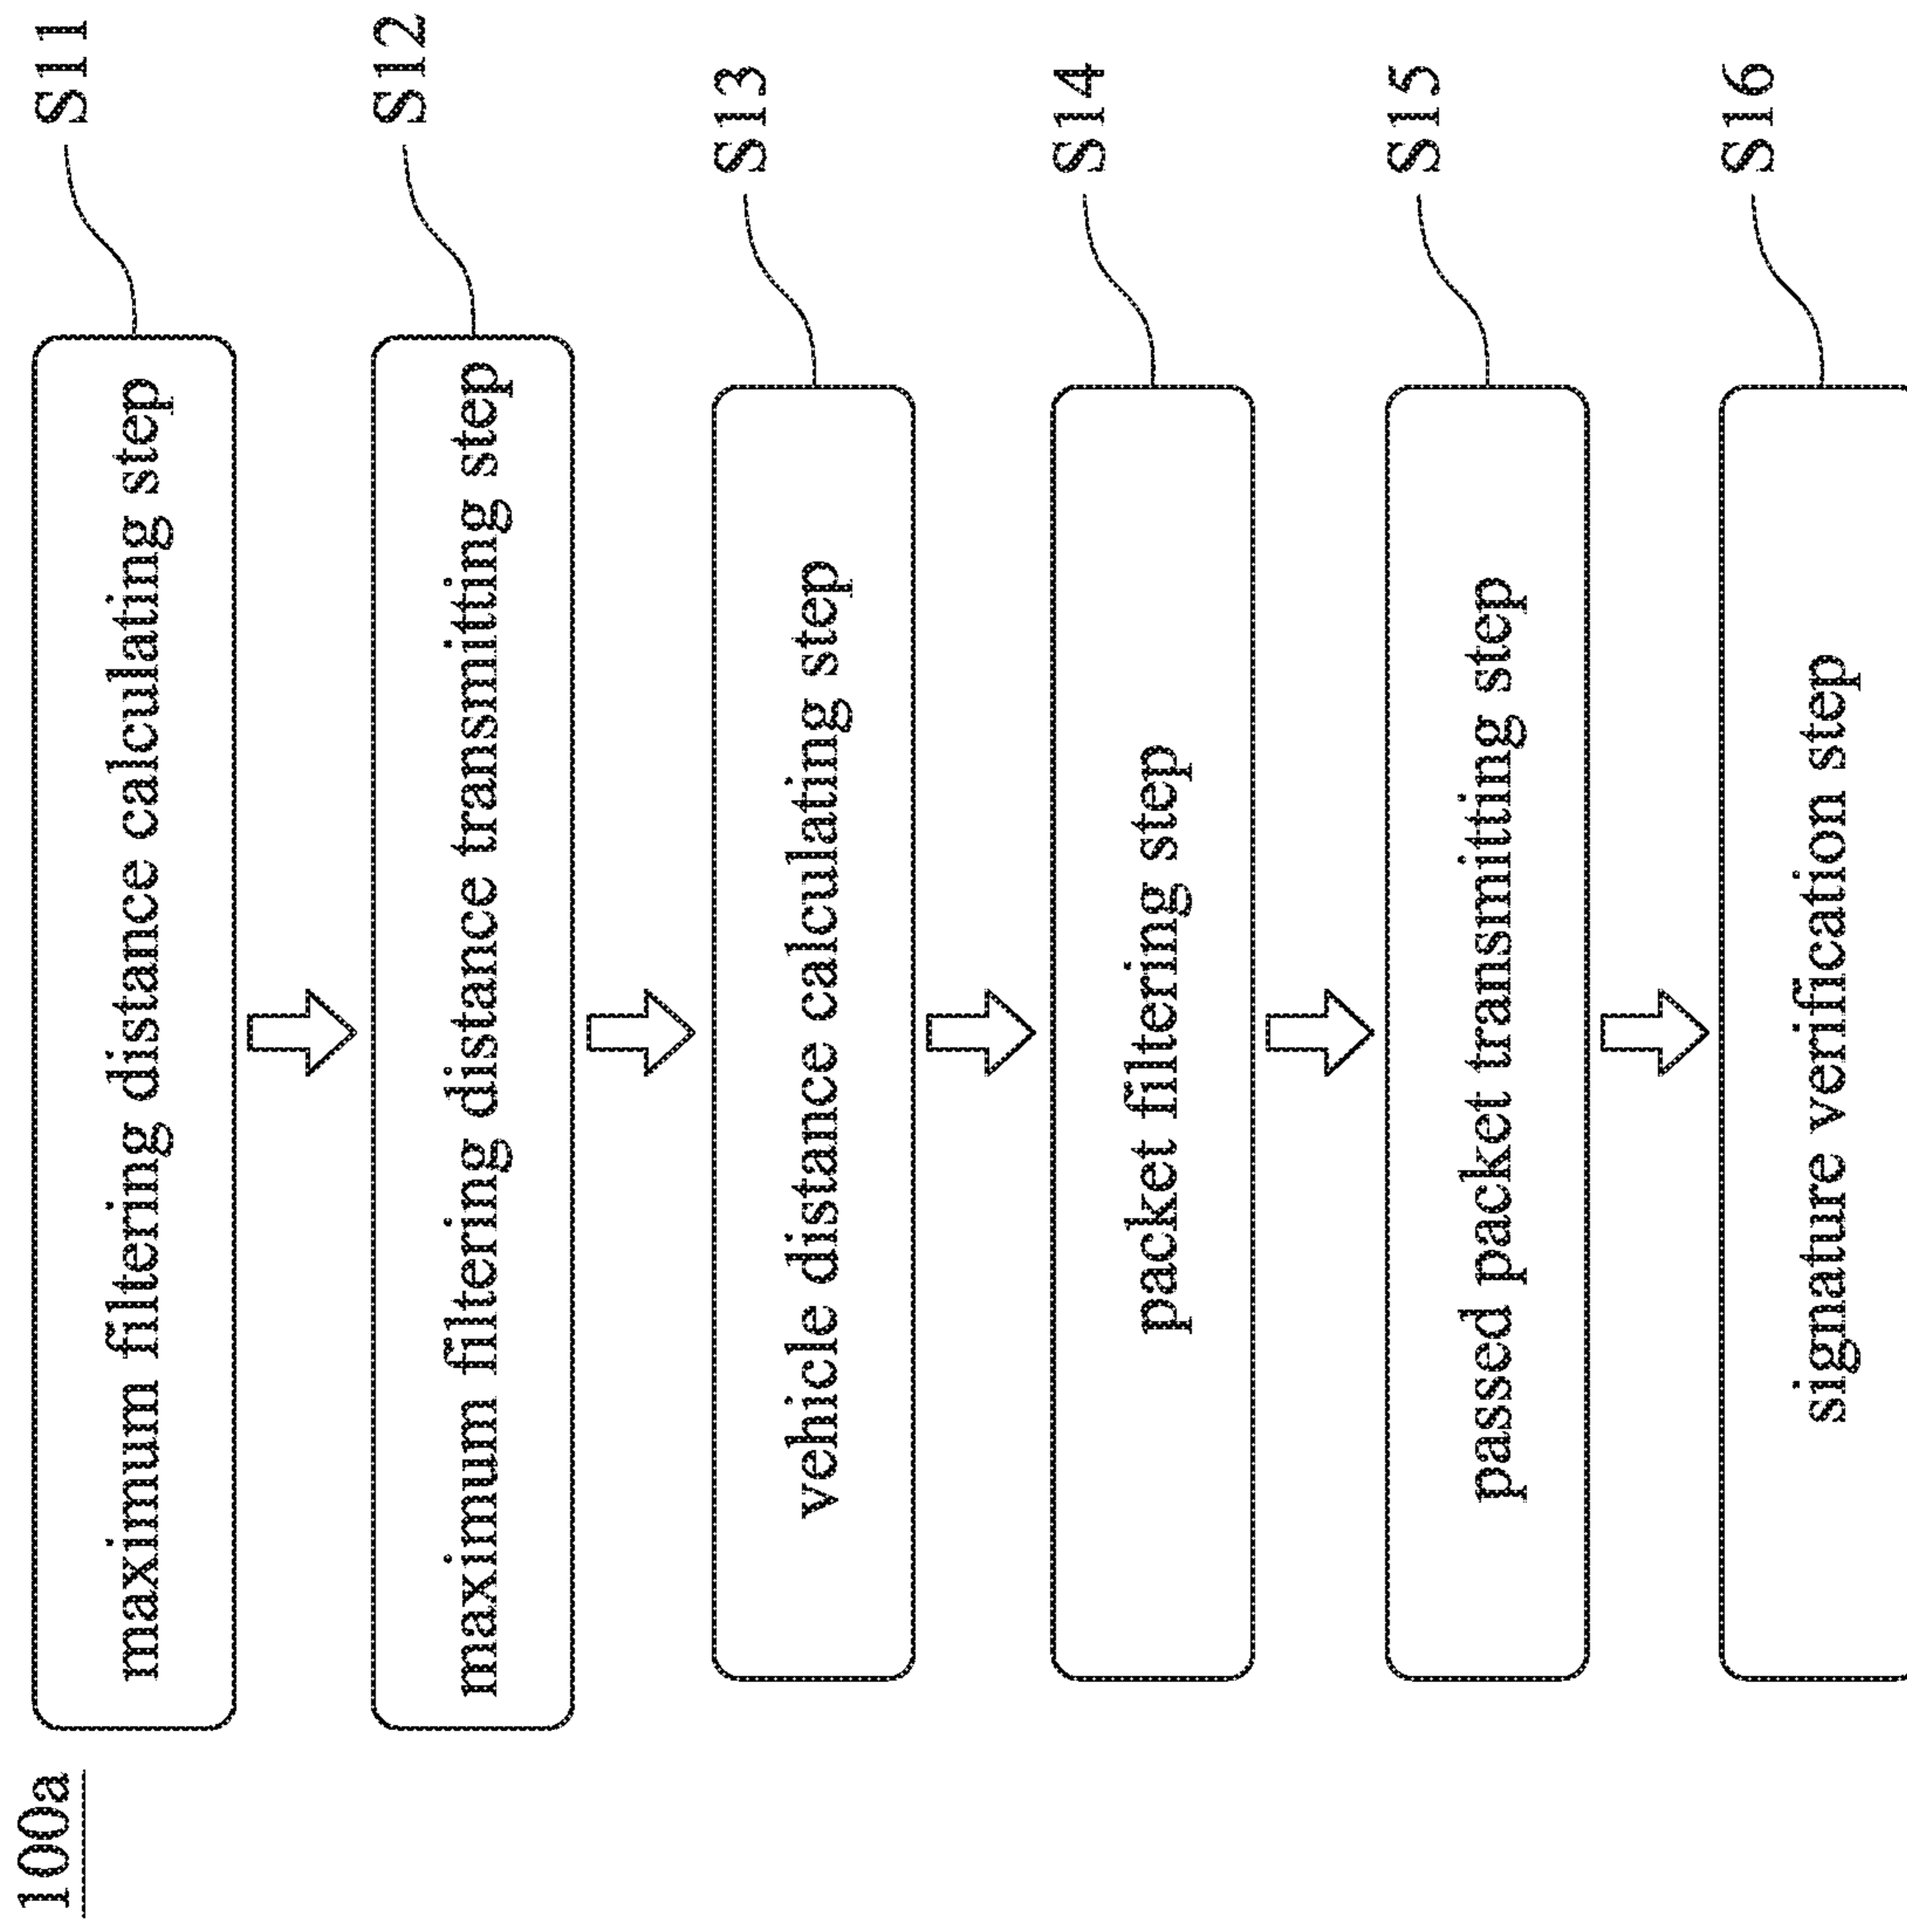 100a
maximum filtering distance calculating step
S11
maximum filtering distance transmitting step
S12
vehicle distance calculating step
S13
packet filtering step
S14
passed packet transmitting step
S15
signature verification step
S16